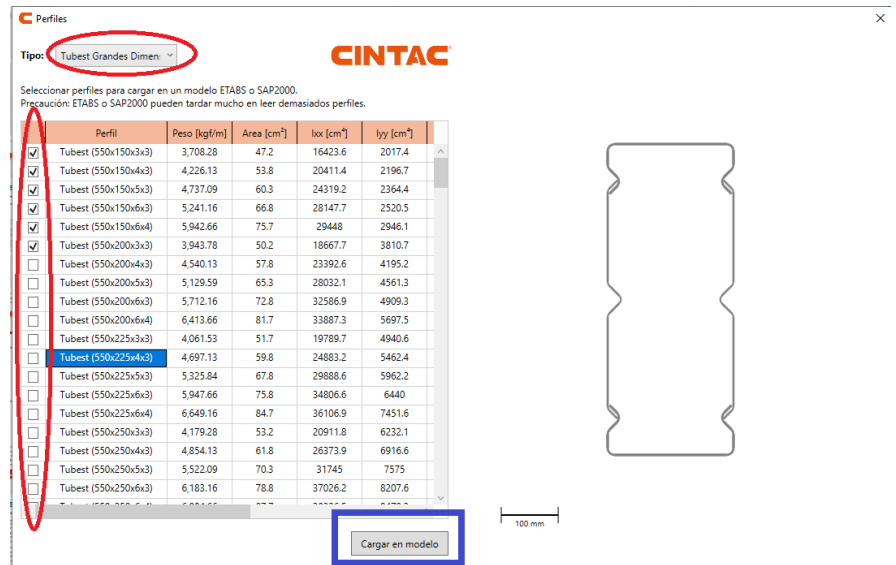 Perfiles
Tipo: Tubest Grandes Dimen:
CINTAC
Seleccionar perfiles para cargar en un modelo ETABS o SAP2000.
Precaución: ETABS o SAP2000 pueden tardar mucho en leer demasiados perfiles.
Perfil Peso [kgf/m] Area [cm²] Ixx [cm⁴] Iyy [cm⁴]
Tubest (550x150x3x3) 3,708.28 47.2 16423.6 2017.4
Tubest (550x150x4x3) 4,226.13 53.8 20411.4 2196.7
Tubest (550x150x5x3) 4,737.09 60.3 24319.2 2364.4
Tubest (550x150x6x3) 5,241.16 66.8 28147.7 2520.5
Tubest (550x150x6x4) 5,942.66 75.7 29448 2946.1
Tubest (550x200x3x3) 3,943.78 50.2 18667.7 3810.7
Tubest (550x200x4x3) 4,540.13 57.8 23392.6 4195.2
Tubest (550x200x5x3) 5,129.59 65.3 28032.1 4561.3
Tubest (550x200x6x3) 5,712.16 72.8 32586.9 4909.3
Tubest (550x200x6x4) 6,413.66 81.7 33887.3 5697.5
Tubest (550x225x3x3) 4,061.53 51.7 19789.7 4940.6
Tubest (550x225x4x3) 4,697.13 59.8 24883.2 5462.4
Tubest (550x225x5x3) 5,325.84 67.8 29888.6 5962.2
Tubest (550x225x6x3) 5,947.66 75.8 34806.6 6440
Tubest (550x225x6x4) 6,649.16 84.7 36106.9 7451.6
Tubest (550x250x3x3) 4,179.28 53.2 20911.8 6232.1
Tubest (550x250x4x3) 4,854.13 61.8 26373.9 6916.6
Tubest (550x250x5x3) 5,522.09 70.3 31745 7575
Tubest (550x250x6x3) 6,183.16 78.8 37026.2 8207.6
100 mm
Cargar en modelo